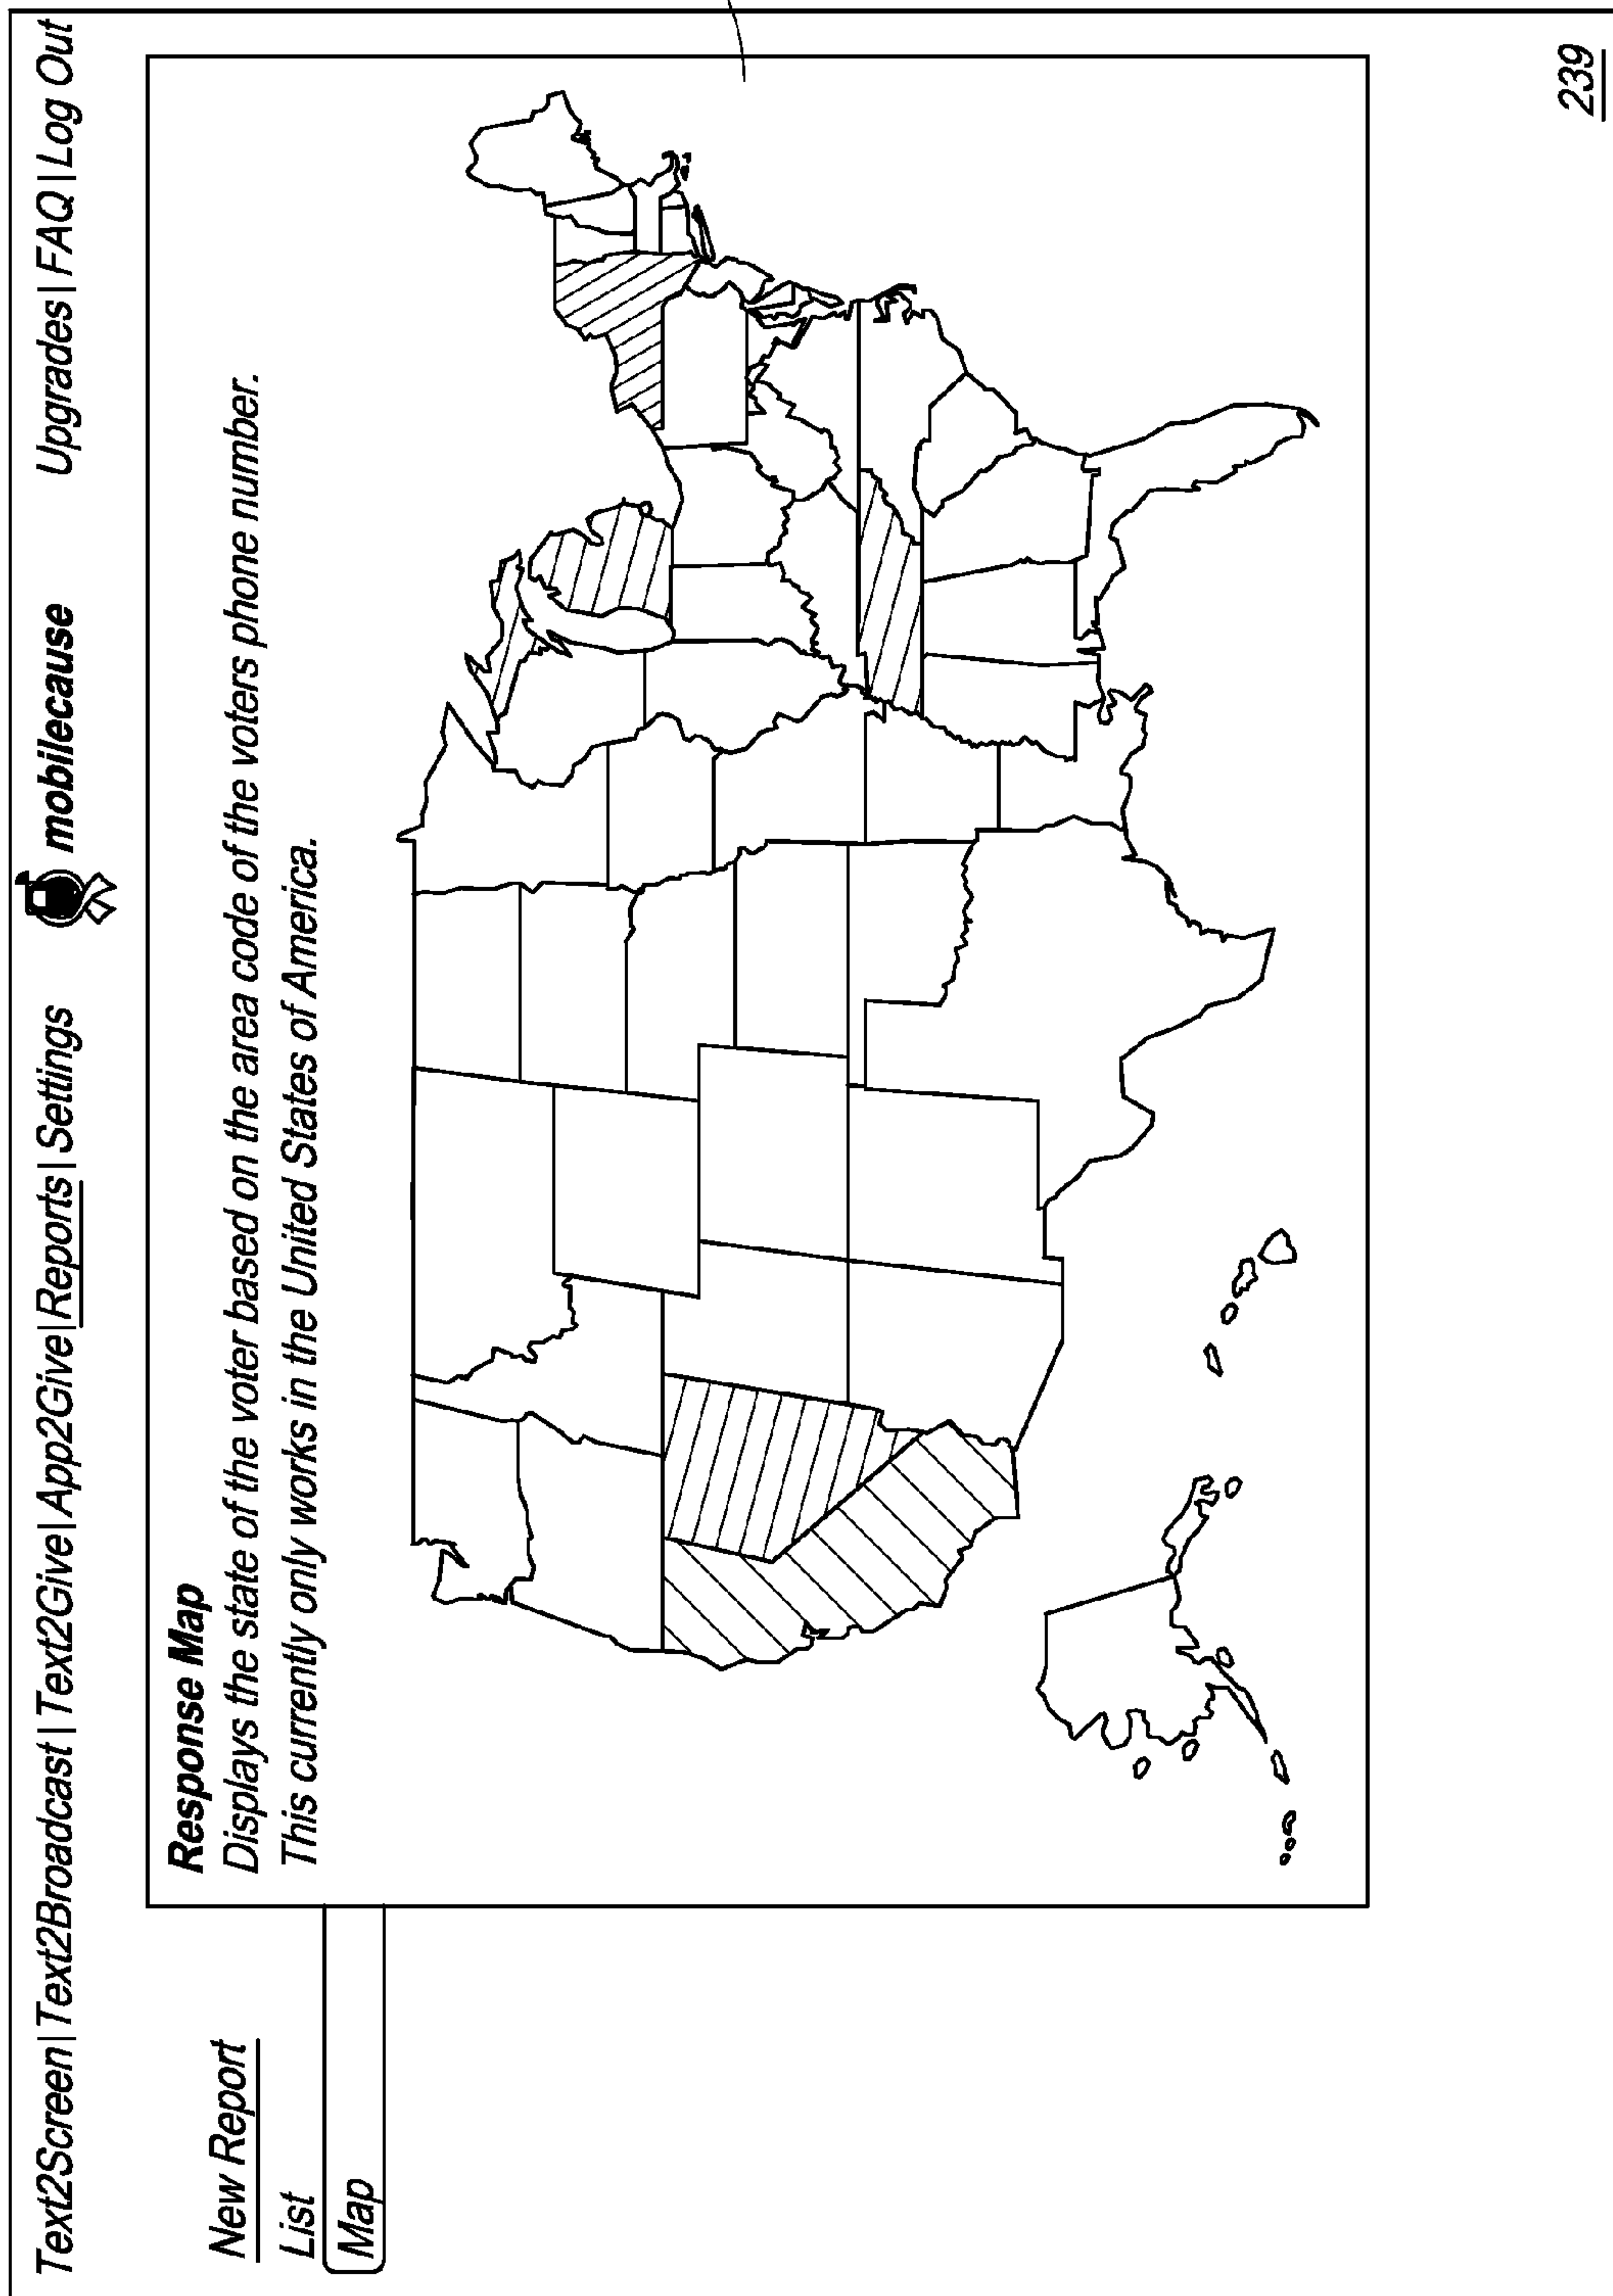 Text2Screen | Text2Broadcast | Text2Give | App2Give | Reports | Settings mobilecause Upgrades | FAQ | Log Out
New Report
List
Map
Response Map
Displays the state of the voter based on the area code of the voters phone number.
This currently only works in the United States of America.
239